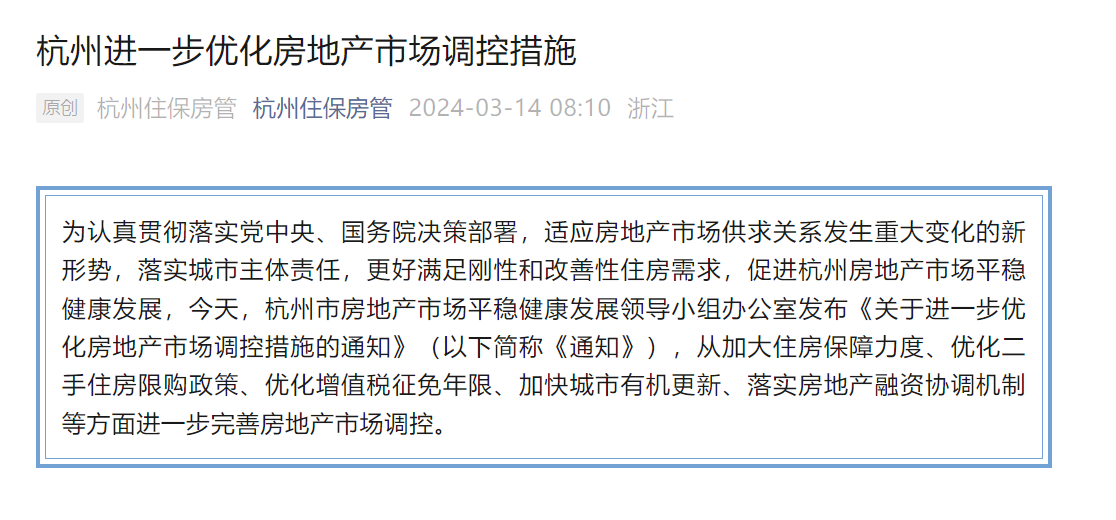 杭州进一步优化房地产市场调控措施
原创 杭州住保房管 杭州住保房管 2024-03-14 08:10 浙江
为认真贯彻落实党中央、国务院决策部署，适应房地产市场供求关系发生重大变化的新
形势，落实城市主体责任，更好满足刚性和改善性住房需求，促进杭州房地产市场平稳
健康发展，今天，杭州市房地产市场平稳健康发展领导小组办公室发布《关于进一步优
化房地产市场调控措施的通知》（以下简称《通知》），从加大住房保障力度、优化二
手住房限购政策、优化增值税征免年限、加快城市有机更新、落实房地产融资协调机制
等方面进一步完善房地产市场调控。